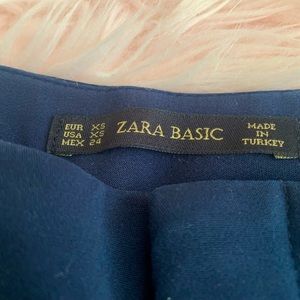 EUR XS
USA XS
MEX 24
ZARA BASIC
MADE
IN
TURKEY